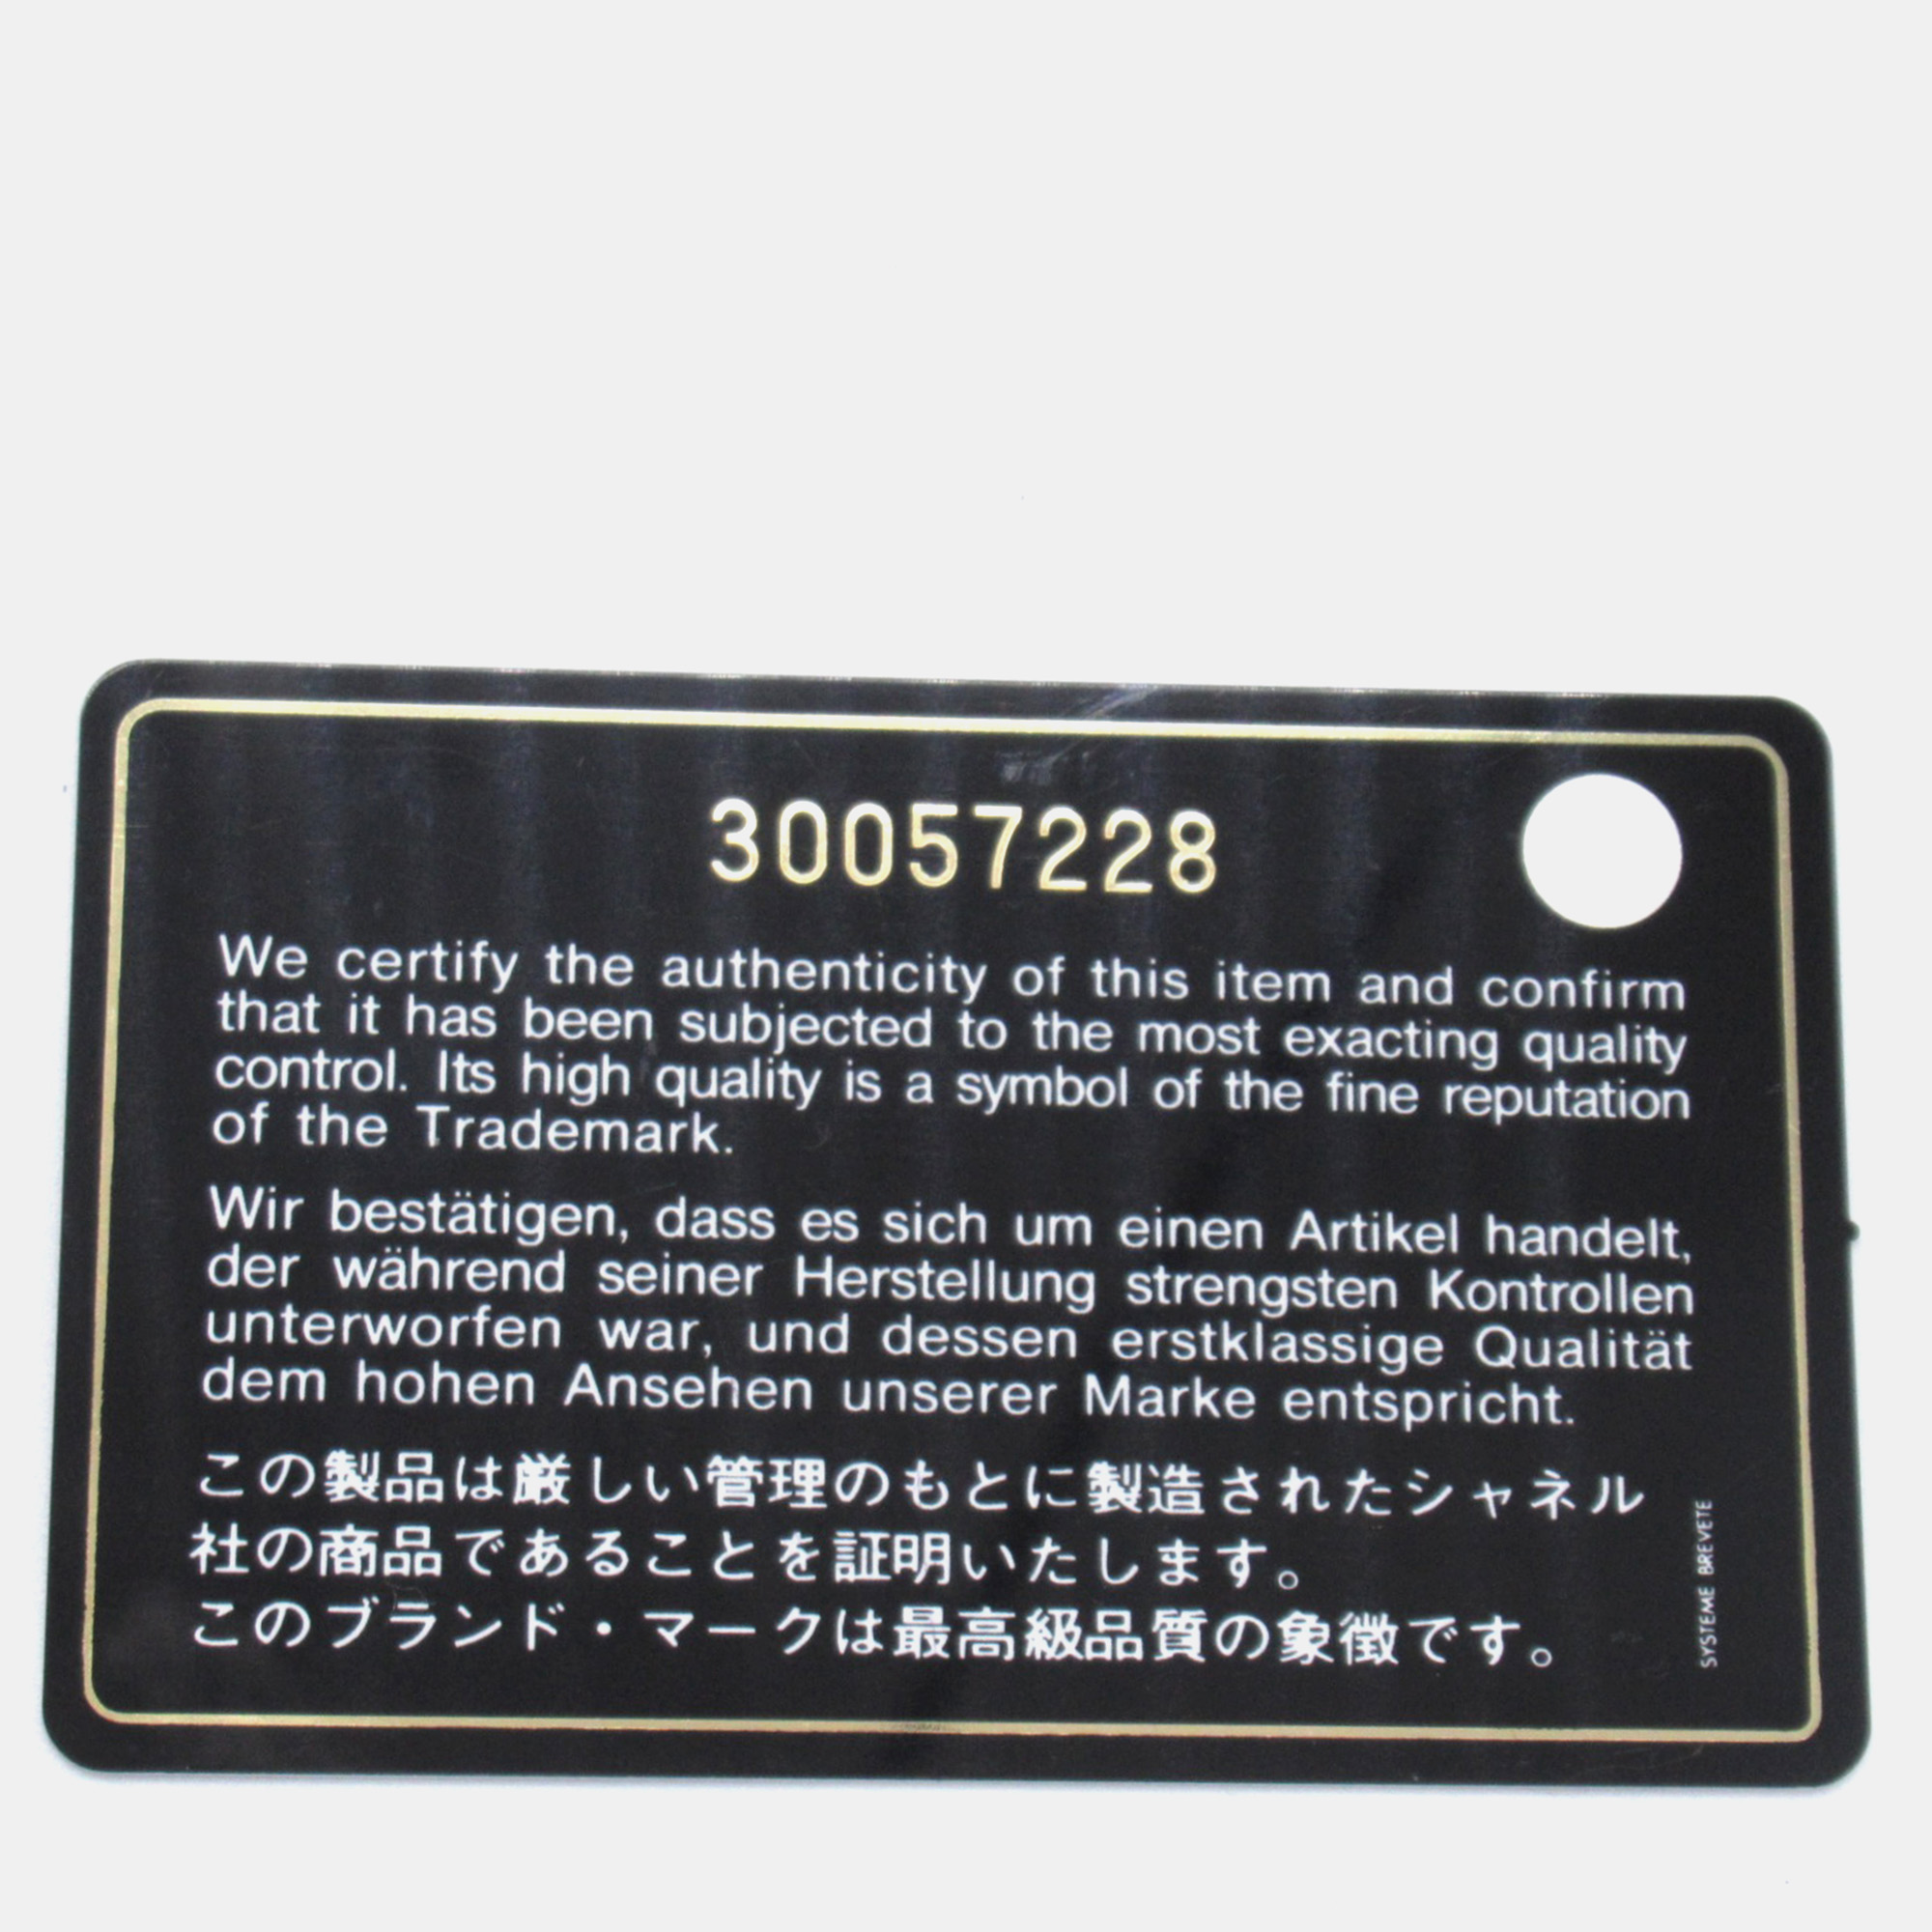 30057228
We certify the authenticity of this item and confirm
that it has been subjected to the most exacting quality
control. Its high quality is a symbol of the fine reputation
of the Trademark.
Wir bestätigen, dass es sich um einen Artikel handelt,
der während seiner Herstellung strengsten Kontrollen
unterworfen war, und dessen erstklassige Qualität
dem hohen Ansehen unserer Marke entspricht.
この製品は厳しい管理のもとに製造されたシャネル
社の商品であることを証明いたします。
このブランド・マークは最高級品質の象徴です。
SYSTEME BREVETE